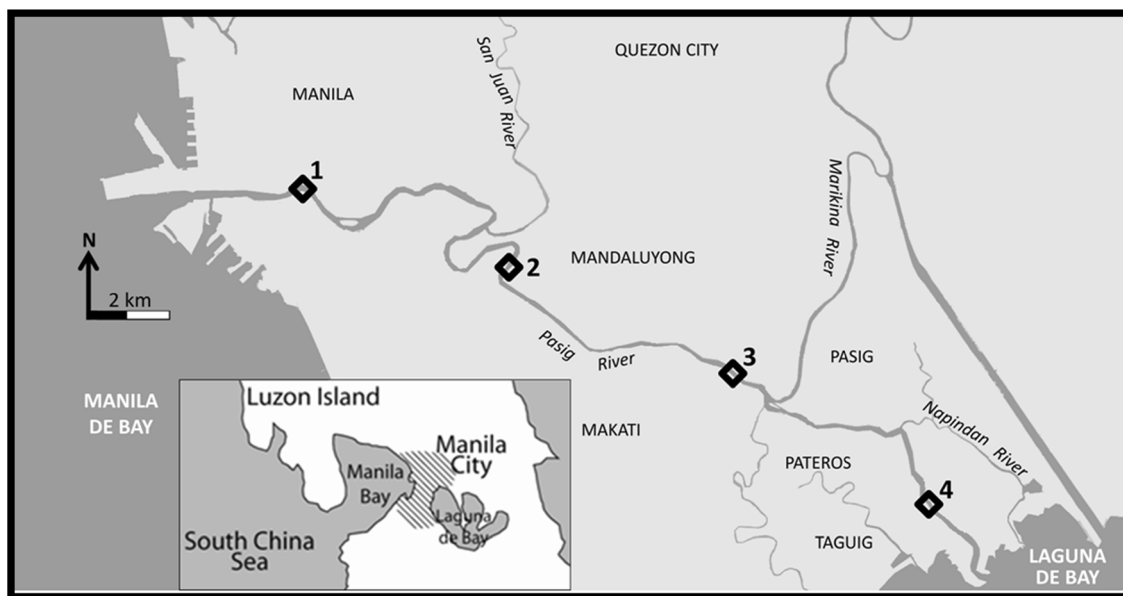 QUEZON CITY
San Juan River
MANILA
1
Marikina River
N
2 km
2
MANDALUYONG
Pasig River
3
PASIG
MANILA
DE BAY
MAKATI
Napindan River
PATEROS
4
TAGUIG
LAGUNA
DE BAY
Luzon Island
Manila
City
Manila
Bay
Laguna
de Bay
South China
Sea